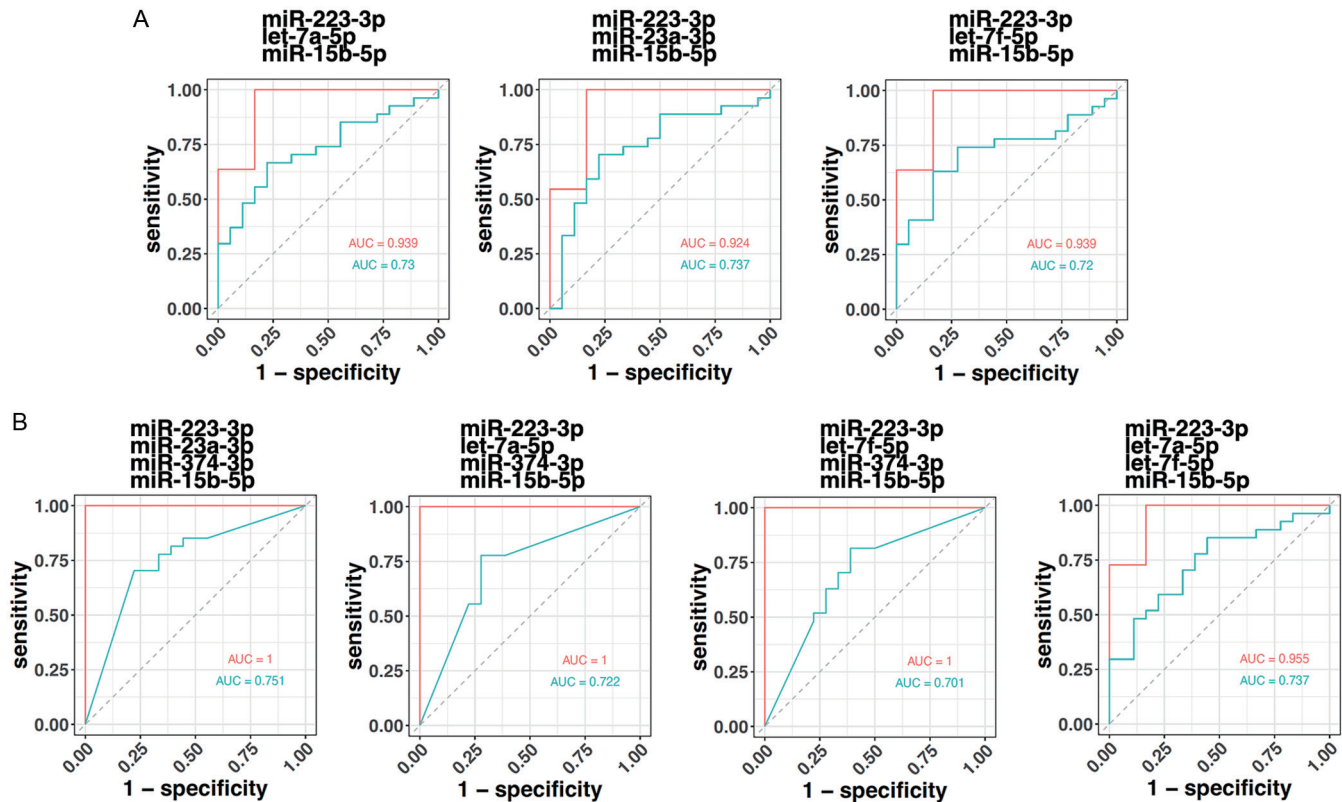 A
miR-223-3p
let-7a-5p
miR-15b-5p
miR-223-3p
miR-23a-3p
miR-15b-5p
miR-223-3p
let-7f-5p
miR-15b-5p
sensitivity
1.00
0.75
0.50
0.25
0.00
AUC = 0.939
AUC = 0.73
0.00
0.25
0.50
0.75
1.00
1 – specificity
sensitivity
1.00
0.75
0.50
0.25
0.00
AUC = 0.924
AUC = 0.737
0.00
0.25
0.50
0.75
1.00
1 – specificity
sensitivity
1.00
0.75
0.50
0.25
0.00
AUC = 0.939
AUC = 0.72
0.00
0.25
0.50
0.75
1.00
1 – specificity
B
miR-223-3p
miR-23a-3p
miR-374-3p
miR-15b-5p
miR-223-3p
let-7a-5p
miR-374-3p
miR-15b-5p
miR-223-3p
let-7f-5p
miR-374-3p
miR-15b-5p
miR-223-3p
let-7a-5p
let-7f-5p
miR-15b-5p
sensitivity
1.00
0.75
0.50
0.25
0.00
AUC = 1
AUC = 0.751
0.00
0.25
0.50
0.75
1.00
1 – specificity
sensitivity
1.00
0.75
0.50
0.25
0.00
AUC = 1
AUC = 0.722
0.00
0.25
0.50
0.75
1.00
1 – specificity
sensitivity
1.00
0.75
0.50
0.25
0.00
AUC = 1
AUC = 0.701
0.00
0.25
0.50
0.75
1.00
1 – specificity
sensitivity
1.00
0.75
0.50
0.25
0.00
AUC = 0.955
AUC = 0.737
0.00
0.25
0.50
0.75
1.00
1 – specificity